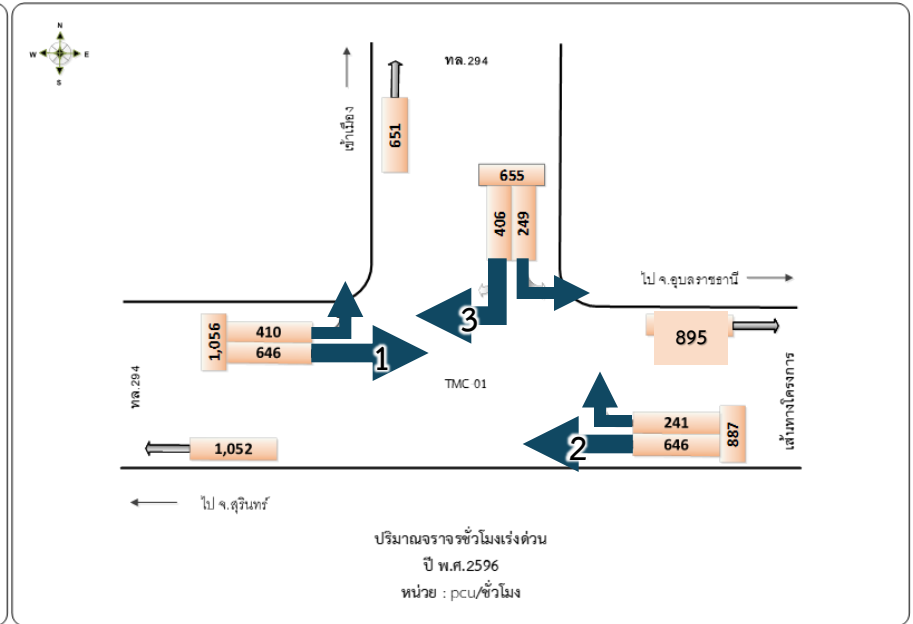 N
W E
S
ทล.294
เข้าเมือง
651
655
406
249
ไป จ.อุบลราชธานี
3
1,056
410
646
1
895
ทล.294
TMC 01
เส้นทางโครงการ
241
646
887
2
1,052
ไป จ.สุรินทร์
ปริมาณจราจรชั่วโมงเร่งด่วน
ปี พ.ศ.2596
หน่วย : pcu/ชั่วโมง